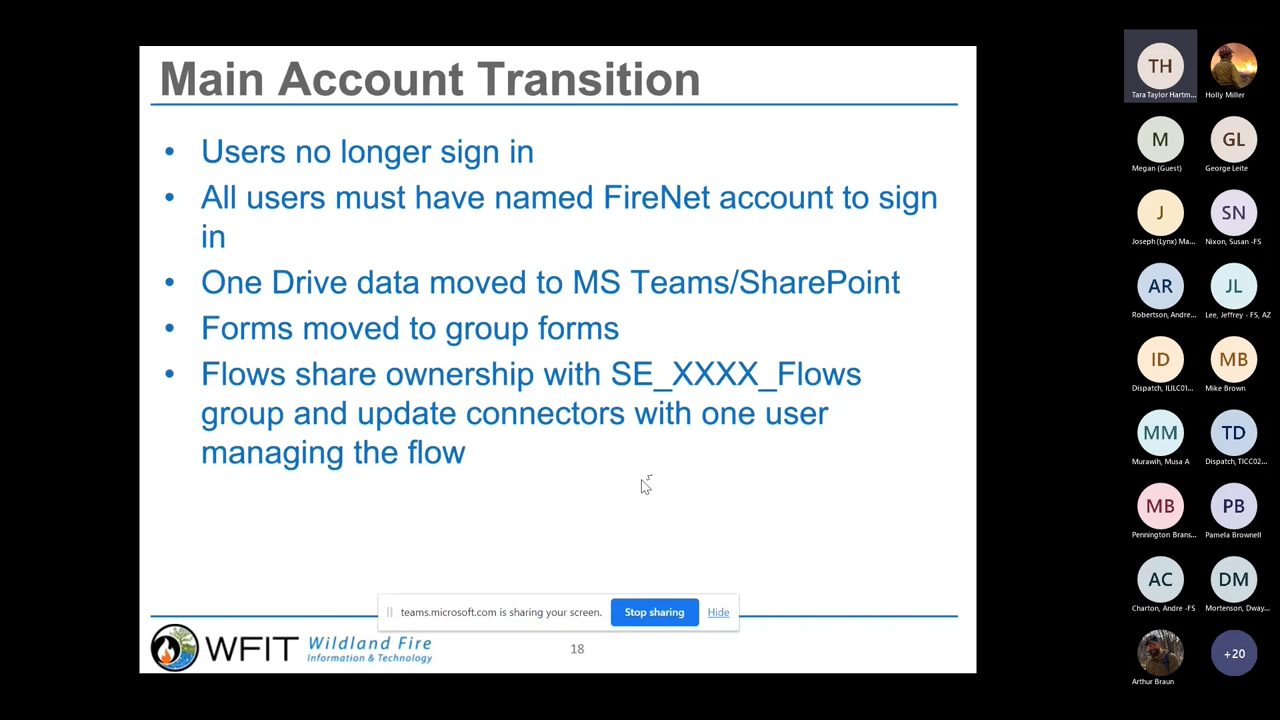 Main Account Transition
• Users no longer sign in
• All users must have named FireNet account to sign
in
• One Drive data moved to MS Teams/SharePoint
• Forms moved to group forms
• Flows share ownership with SE_XXXX_Flows
group and update connectors with one user
managing the flow
teams.microsoft.com is sharing your screen.
Stop sharing
Hide
WFIT
Wildland Fire
Information & Technology
18
TH
Tara Taylor Hartm...
Holly Miller
M
Megan (Guest)
GL
George Leite
J
Joseph (Lynx) Ma...
SN
Nixon, Susan -FS
AR
Robertson, Andre...
JL
Lee, Jeffrey - FS, AZ
ID
Dispatch, ILILC01...
MB
Mike Brown
MM
Murawih, Musa A
TD
Dispatch, TICC02...
MB
Pennington Brans...
PB
Pamela Brownell
AC
Charton, Andre -FS
DM
Mortenson, Dway...
Arthur Braun
+20